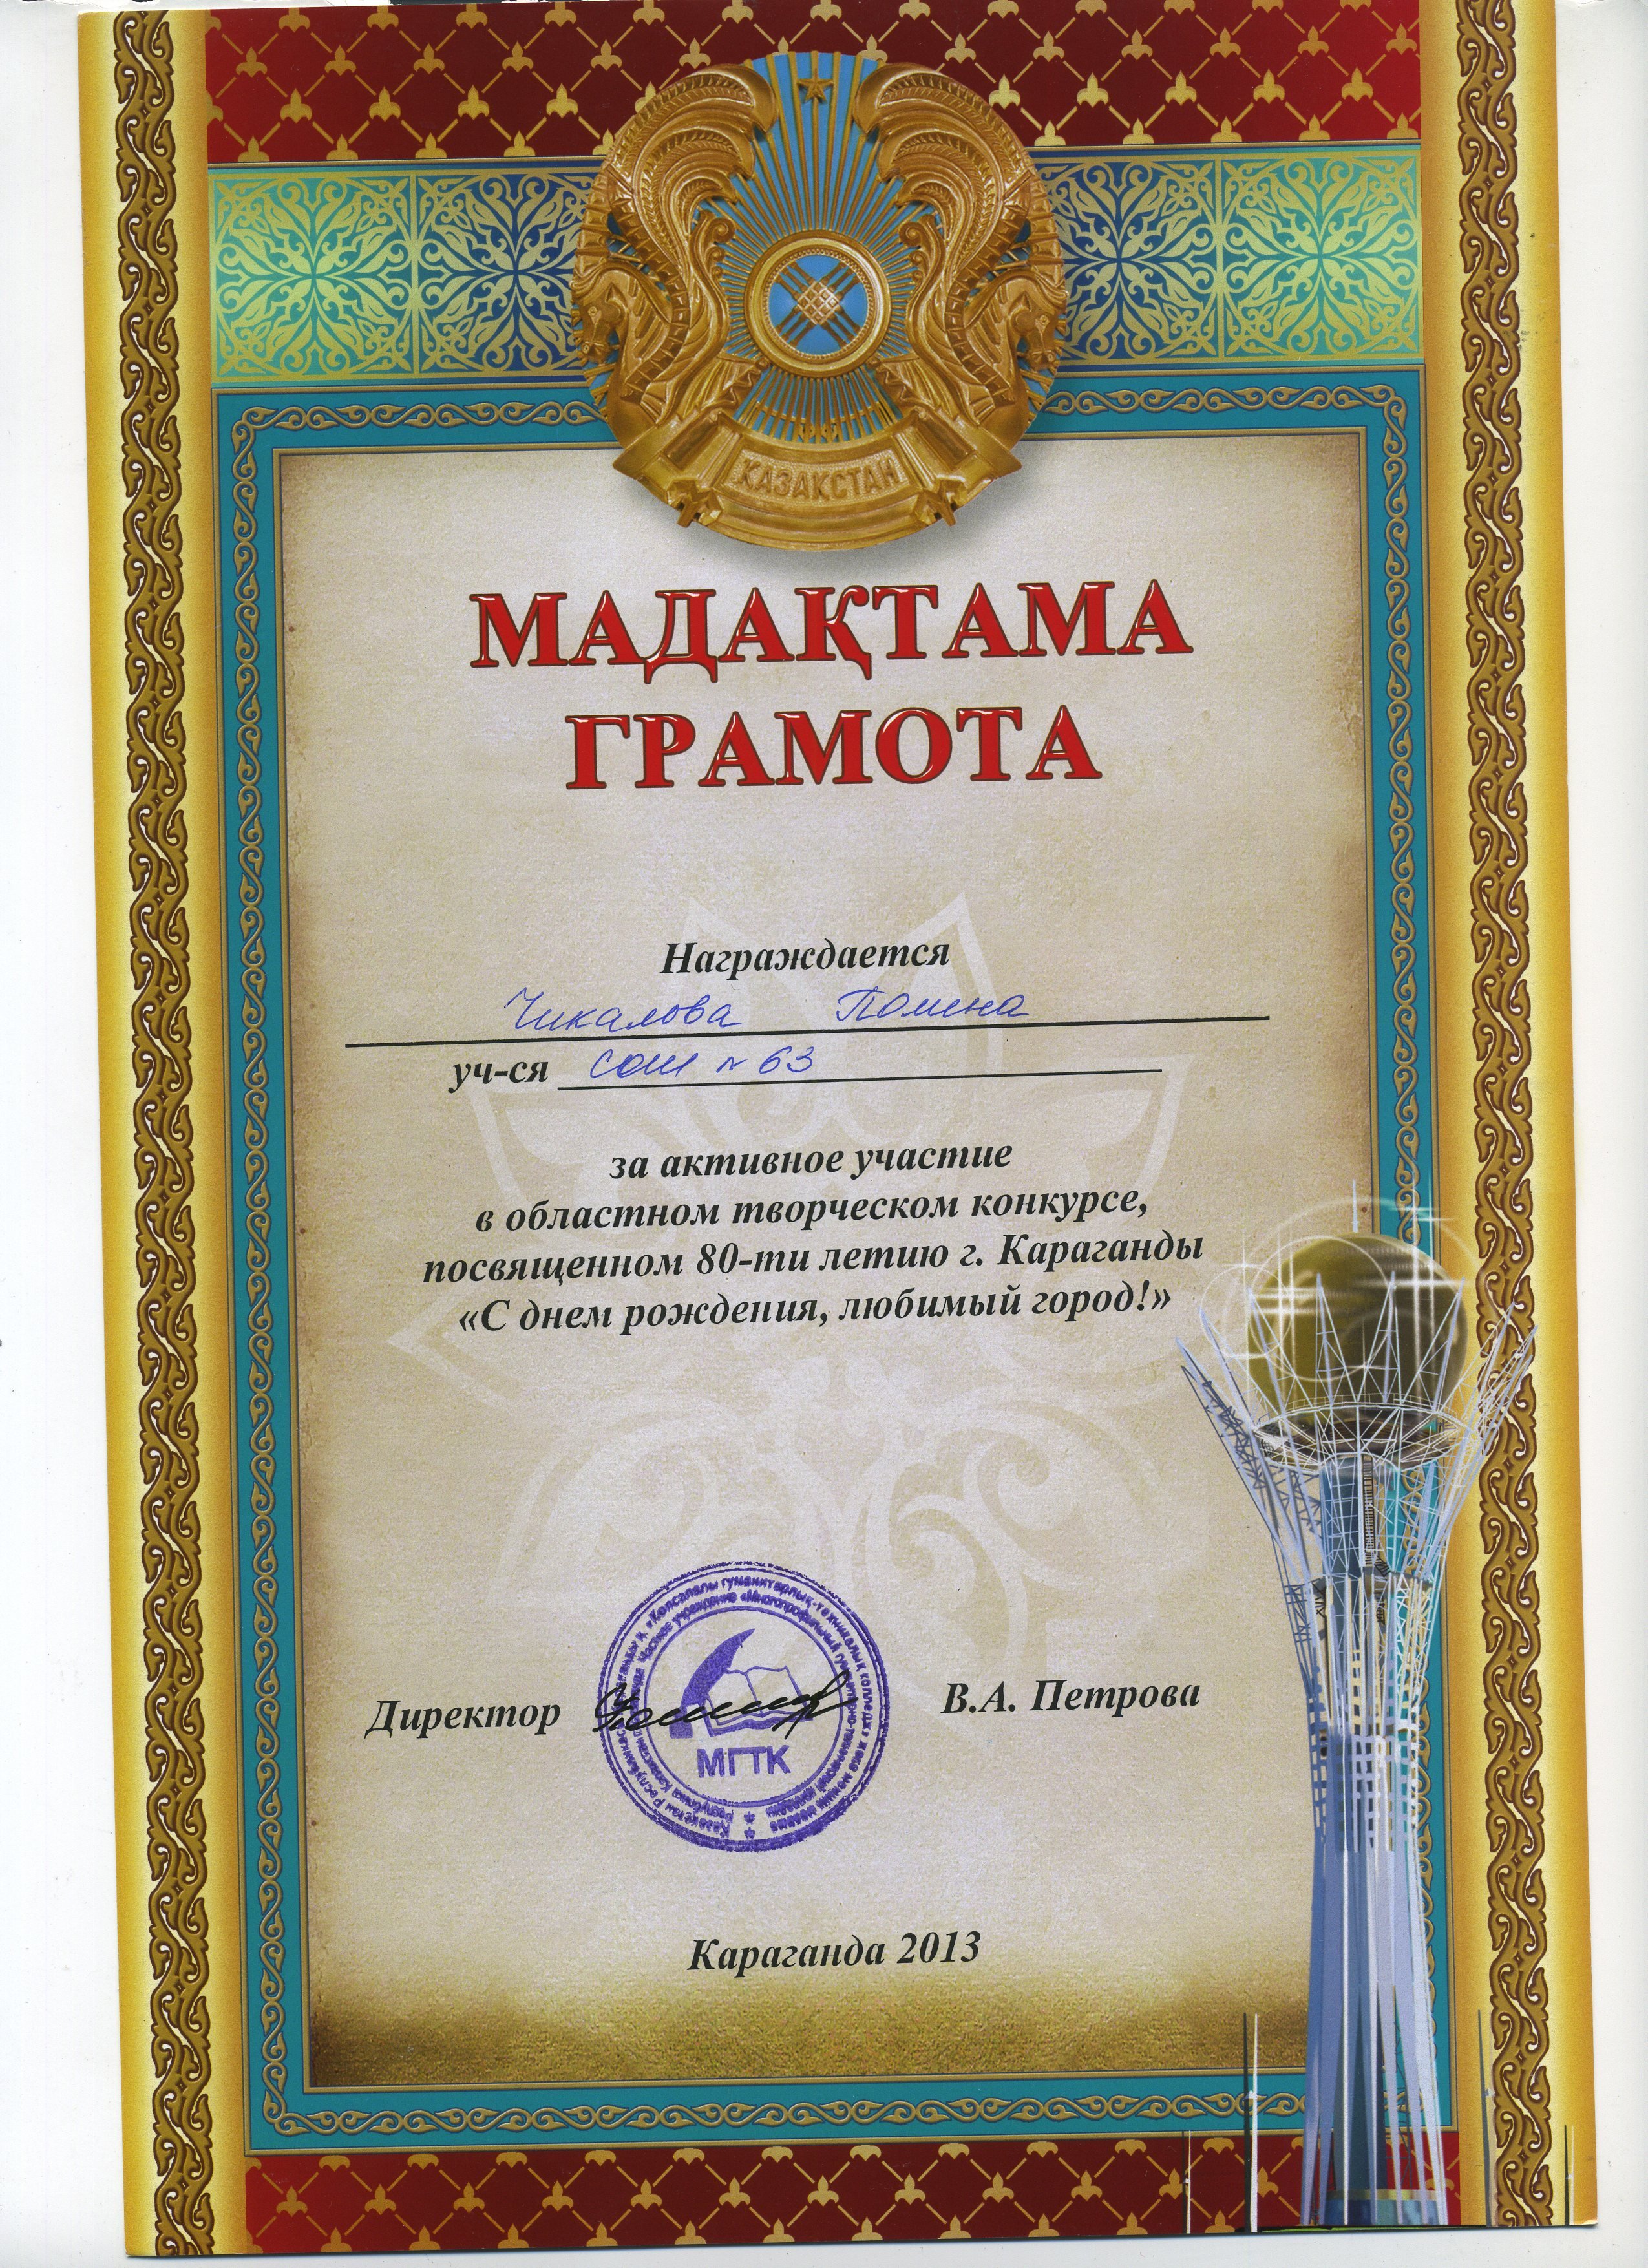 ҚАЗАҚСТАН
МАДАҚТАМА
ГРАМОТА
Награждается
Чикалова Полина
уч-ся СОШ № 63
за активное участие
в областном творческом конкурсе,
посвященном 80-ти летию г. Караганды
«С днем рождения, любимый город!»
Директор
В.А. Петрова
МГТК
Караганда 2013